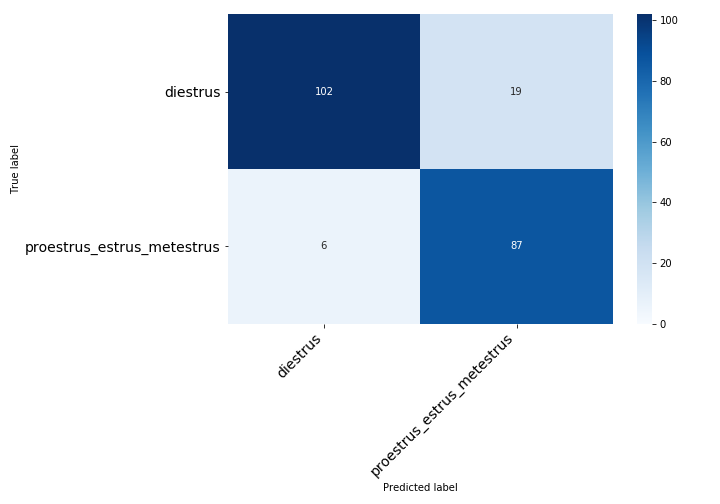 diestrus
102
19
proestrus_estrus_metestrus
6
87
True label
diestrus
proestrus_estrus_metestrus
Predicted label
100
80
60
40
20
0